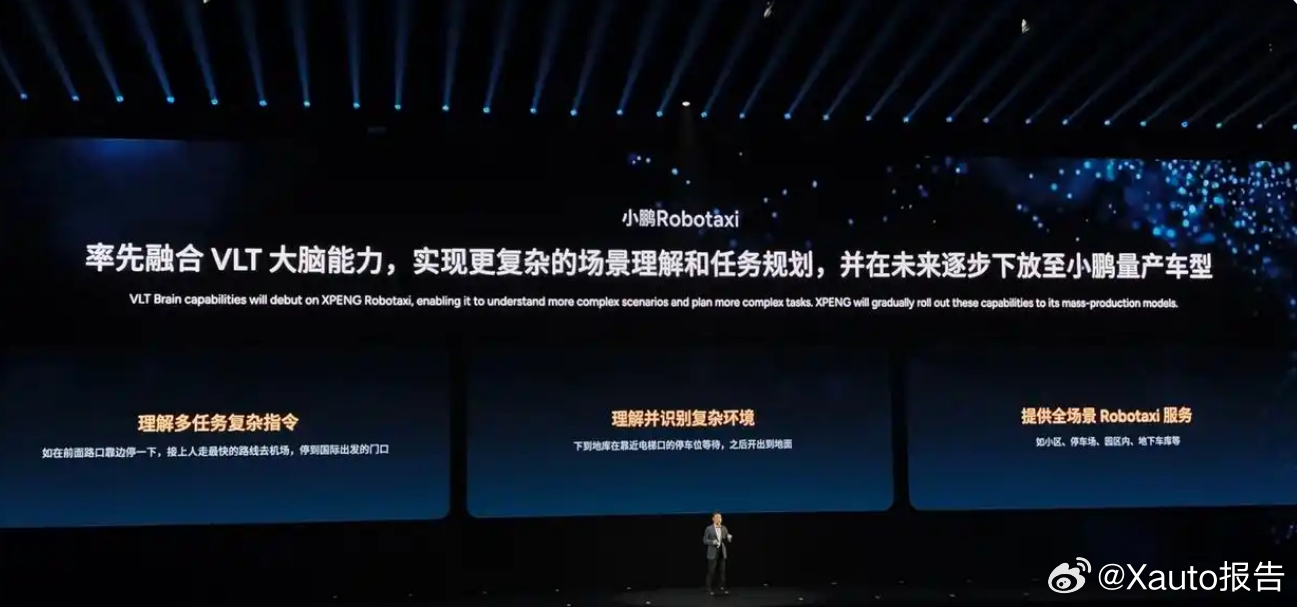 小鹏Robotaxi
率先融合 VLT 大脑能力，实现更复杂的场景理解和任务规划，并在未来逐步下放至小鹏量产车型
VLT Brain capabilities will debut on XPENG Robotaxi, enabling it to understand more complex scenarios and plan more complex tasks. XPENG will gradually roll out these capabilities to its mass-production models.
理解多任务复杂指令
如在前面路口靠边停一下，接上人走最快的路线去机场，停到国际出发的门口
理解并识别复杂环境
下到地库在靠近电梯口的停车位等待，之后开出到地面
提供全场景 Robotaxi 服务
如小区、停车场、园区内、地下车库等
@Xauto报告